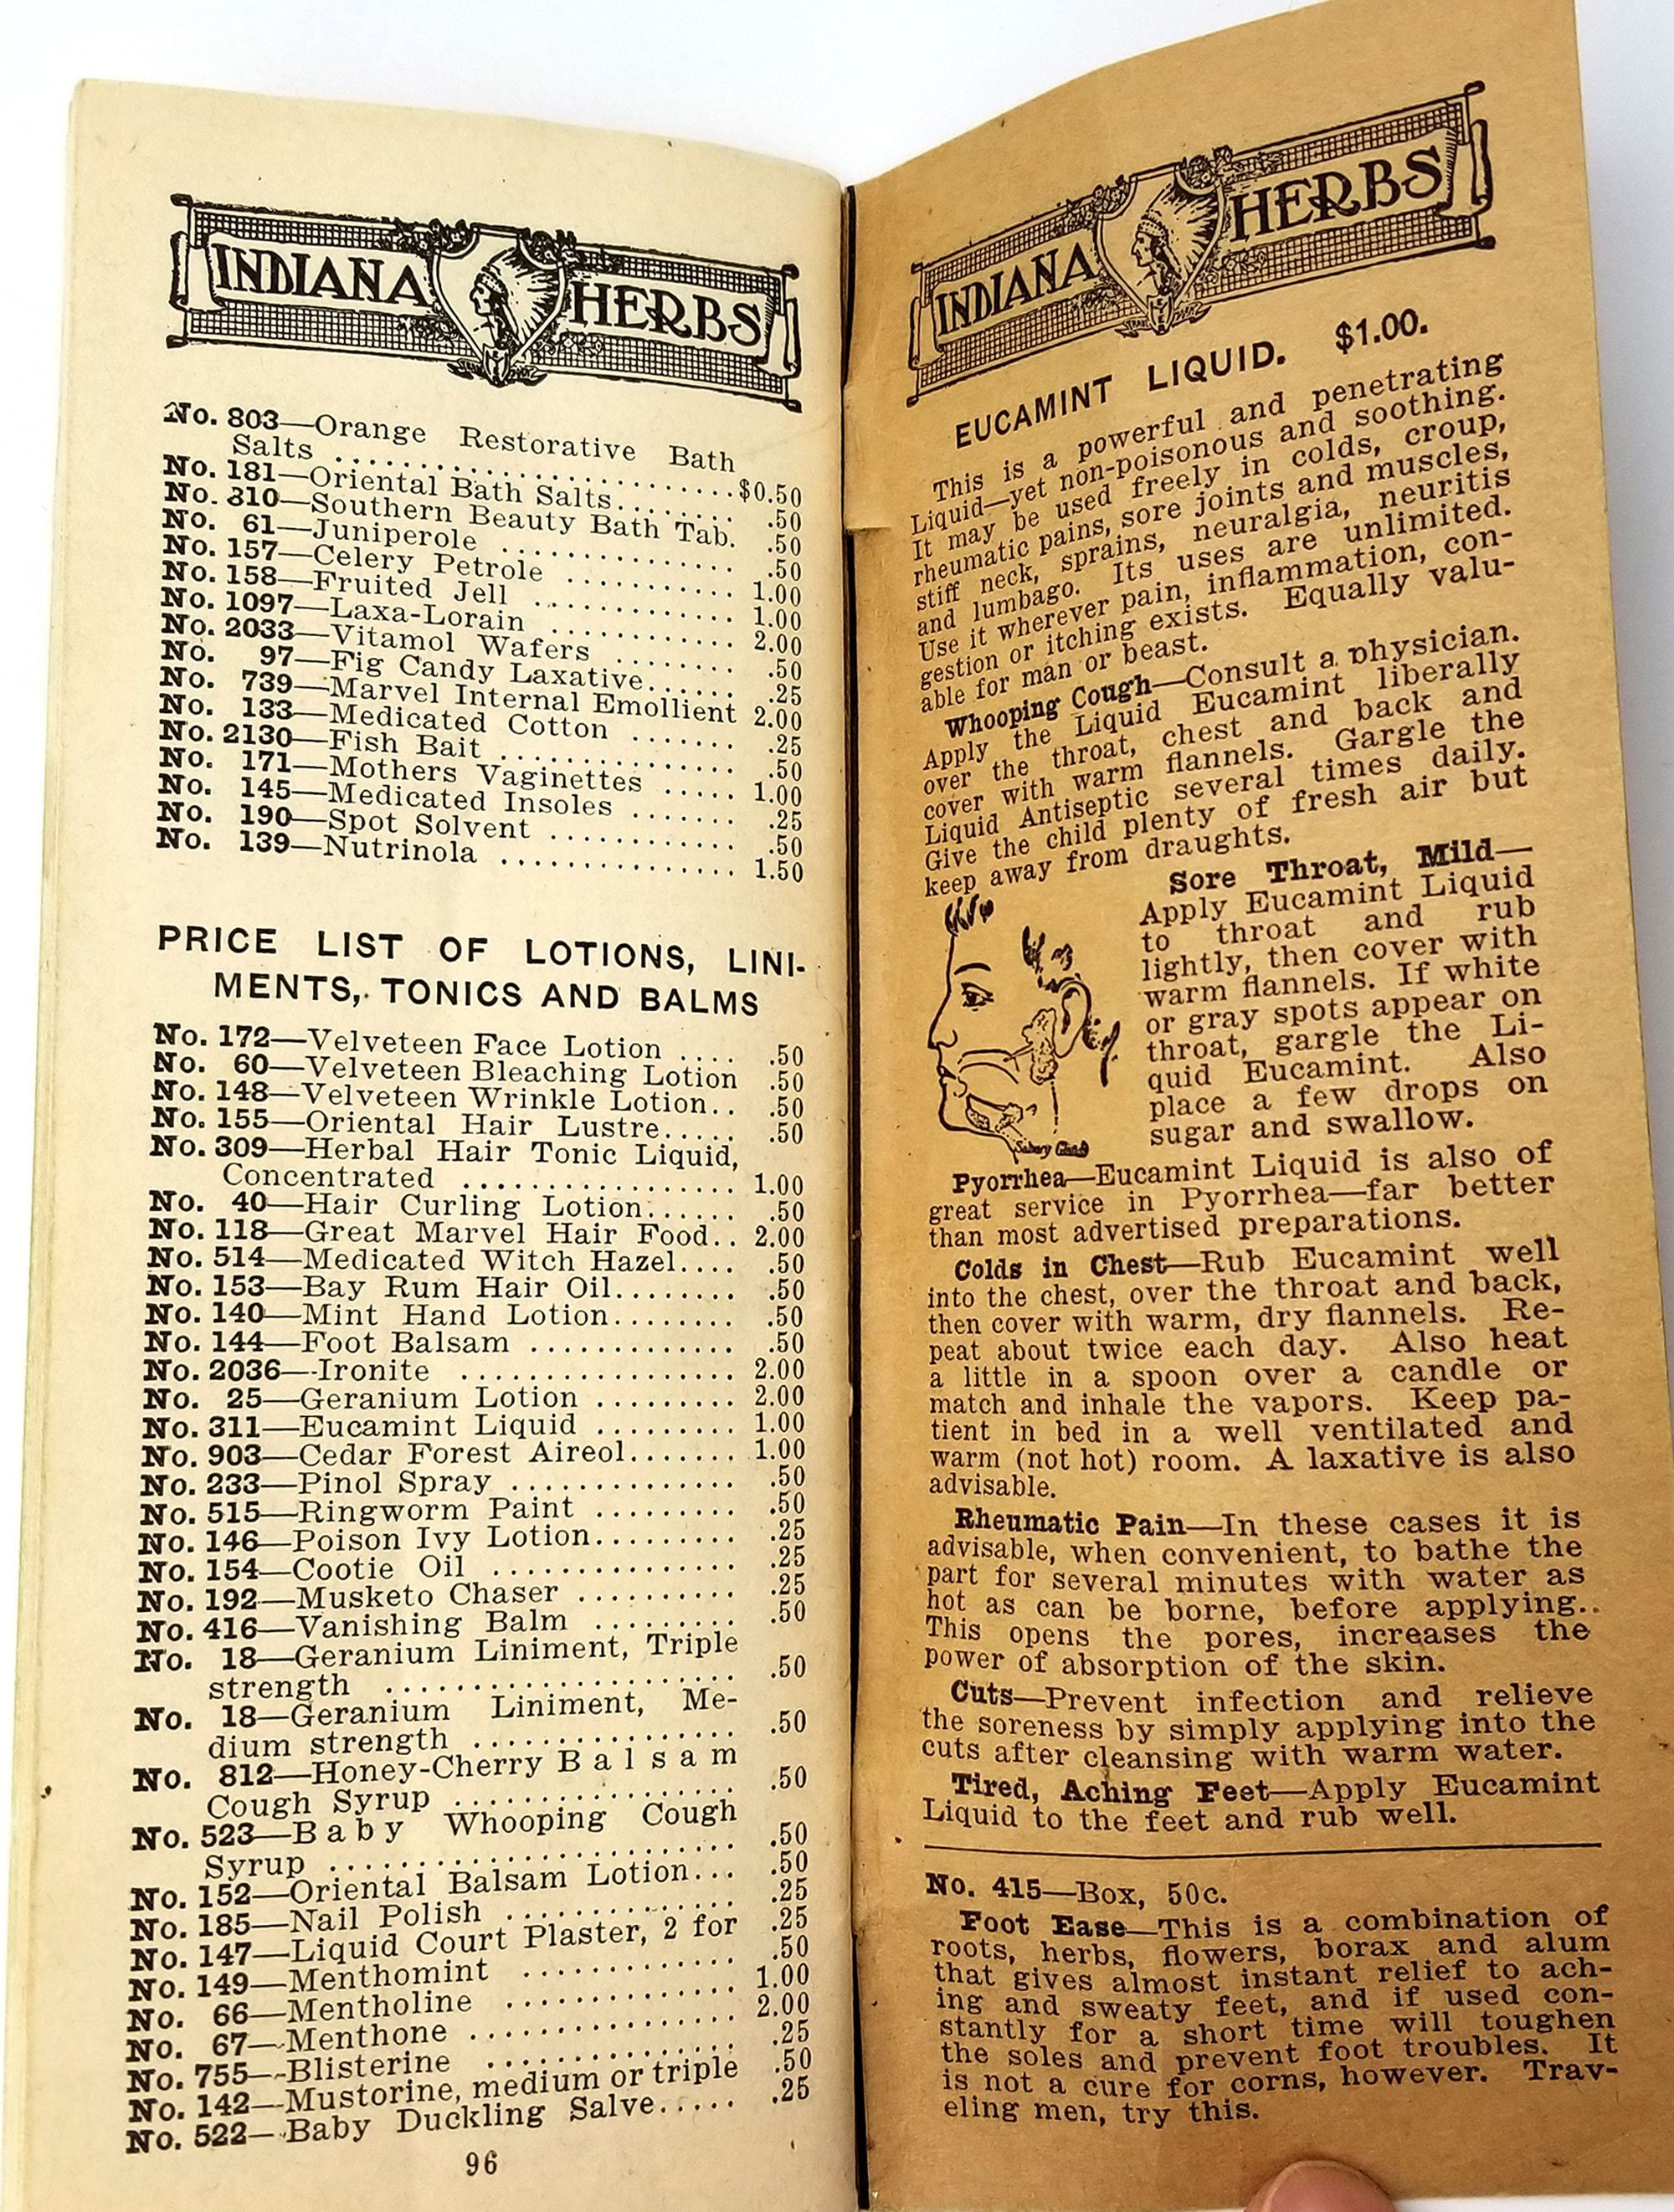 INDIANA HERBS
No. 803—Orange Restorative Bath
Salts ............................$0.50
No. 181—Oriental Bath Salts........ .50
No. 310—Southern Beauty Bath Tab. .50
No. 61—Juniperole .............. .50
No. 157—Celery Petrole .......... 1.00
No. 158—Fruited Jell ............ 1.00
No. 1097—Laxa-Lorain ............ 2.00
No. 2033—Vitamol Wafers ........ .50
No. 97—Fig Candy Laxative...... .25
No. 739—Marvel Internal Emollient 2.00
No. 133—Medicated Cotton ....... .25
No. 2130—Fish Bait ................ .50
No. 171—Mothers Vaginettes ..... 1.00
No. 145—Medicated Insoles ....... .25
No. 190—Spot Solvent ........... .50
No. 139—Nutrinola .............. 1.50
PRICE LIST OF LOTIONS, LINI-
MENTS, TONICS AND BALMS
No. 172—Velveteen Face Lotion .... .50
No. 60—Velveteen Bleaching Lotion .50
No. 148—Velveteen Wrinkle Lotion.. .50
No. 155—Oriental Hair Lustre..... .50
No. 309—Herbal Hair Tonic Liquid,
Concentrated ................. 1.00
No. 40—Hair Curling Lotion...... .50
No. 118—Great Marvel Hair Food.. 2.00
No. 514—Medicated Witch Hazel.... .50
No. 153—Bay Rum Hair Oil........ .50
No. 140—Mint Hand Lotion........ .50
No. 144—Foot Balsam ............. .50
No. 2036—Ironite ................. 2.00
No. 25—Geranium Lotion ......... 2.00
No. 311—Eucamint Liquid ......... 1.00
No. 903—Cedar Forest Aireol....... 1.00
No. 233—Pinol Spray .............. .50
No. 515—Ringworm Paint ......... .50
No. 146—Poison Ivy Lotion......... .25
No. 154—Cootie Oil ............... .25
No. 192—Musketo Chaser .......... .25
No. 416—Vanishing Balm ......... .50
No. 18—Geranium Liniment, Triple
strength ..................... .50
No. 18—Geranium Liniment, Me-
dium strength ................ .50
No. 812—Honey-Cherry Balsam
Cough Syrup ................. .50
No. 523—Baby Whooping Cough
Syrup ........................ .50
No. 152—Oriental Balsam Lotion... .50
No. 185—Nail Polish .............. .25
No. 147—Liquid Court Plaster, 2 for .25
No. 149—Menthomint ............. .50
No. 66—Mentholine .............. 1.00
No. 67—Menthone ................ 2.00
No. 755—Blisterine ............... .25
No. 142—Mustorine, medium or triple .50
No. 522—Baby Duckling Salve..... .25
96
INDIANA HERBS
EUCAMINT LIQUID. $1.00.
This is a powerful and penetrating
Liquid—yet non-poisonous and soothing.
It may be used freely in colds, croup,
rheumatic pains, sore joints and muscles,
stiff neck, sprains, neuralgia, neuritis
and lumbago. Its uses are unlimited.
Use it wherever pain, inflammation, con-
gestion or itching exists. Equally valu-
able for man or beast.
Whooping Cough—Consult a physician.
Apply the Liquid Eucamint liberally
over the throat, chest and back and
cover with warm flannels. Gargle the
Liquid Antiseptic several times daily.
Give the child plenty of fresh air but
keep away from draughts.
Sore Throat, Mild—
Apply Eucamint Liquid
to throat and rub
lightly, then cover with
warm flannels. If white
or gray spots appear on
throat, gargle the Li-
quid Eucamint. Also
place a few drops on
sugar and swallow.
Pyorrhea—Eucamint Liquid is also of
great service in Pyorrhea—far better
than most advertised preparations.
Colds in Chest—Rub Eucamint well
into the chest, over the throat and back,
then cover with warm, dry flannels. Re-
peat about twice each day. Also heat
a little in a spoon over a candle or
match and inhale the vapors. Keep pa-
tient in bed in a well ventilated and
warm (not hot) room. A laxative is also
advisable.
Rheumatic Pain—In these cases it is
advisable, when convenient, to bathe the
part for several minutes with water as
hot as can be borne, before applying..
This opens the pores, increases the
power of absorption of the skin.
Cuts—Prevent infection and relieve
the soreness by simply applying into the
cuts after cleansing with warm water.
Tired, Aching Feet—Apply Eucamint
Liquid to the feet and rub well.
No. 415—Box, 50c.
Foot Ease—This is a combination of
roots, herbs, flowers, borax and alum
that gives almost instant relief to ach-
ing and sweaty feet, and if used con-
stantly for a short time will toughen
the soles and prevent foot troubles. It
is not a cure for corns, however. Trav-
eling men, try this.